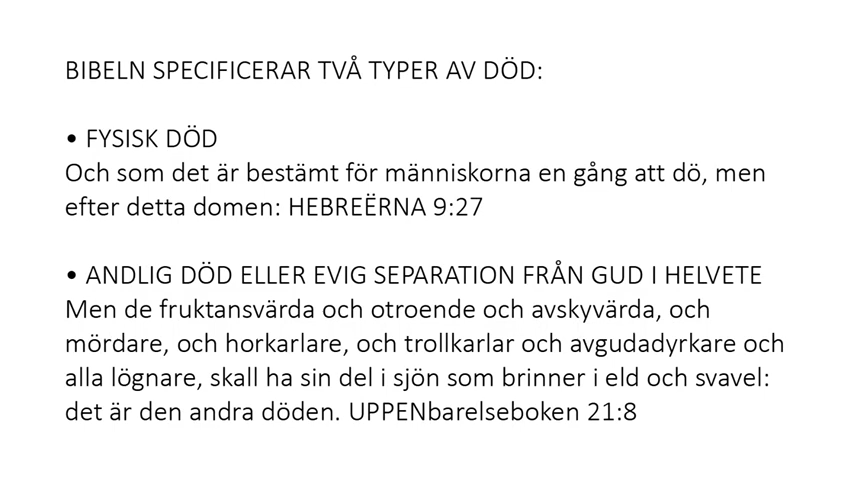 BIBELN SPECIFICERAR TVÅ TYPER AV DÖD:
• FYSISK DÖD
Och som det är bestämt för människorna en gång att dö, men
efter detta domen: HEBREËRNA 9:27
• ANDLIG DÖD ELLER EVIG SEPARATION FRÅN GUD I HELVETE
Men de fruktansvärda och otroende och avskyvärda, och
mördare, och horkarlare, och trollkarlar och avgudadyrkare och
alla lögnare, skall ha sin del i sjön som brinner i eld och svavel:
det är den andra döden. UPPENbarelseboken 21:8